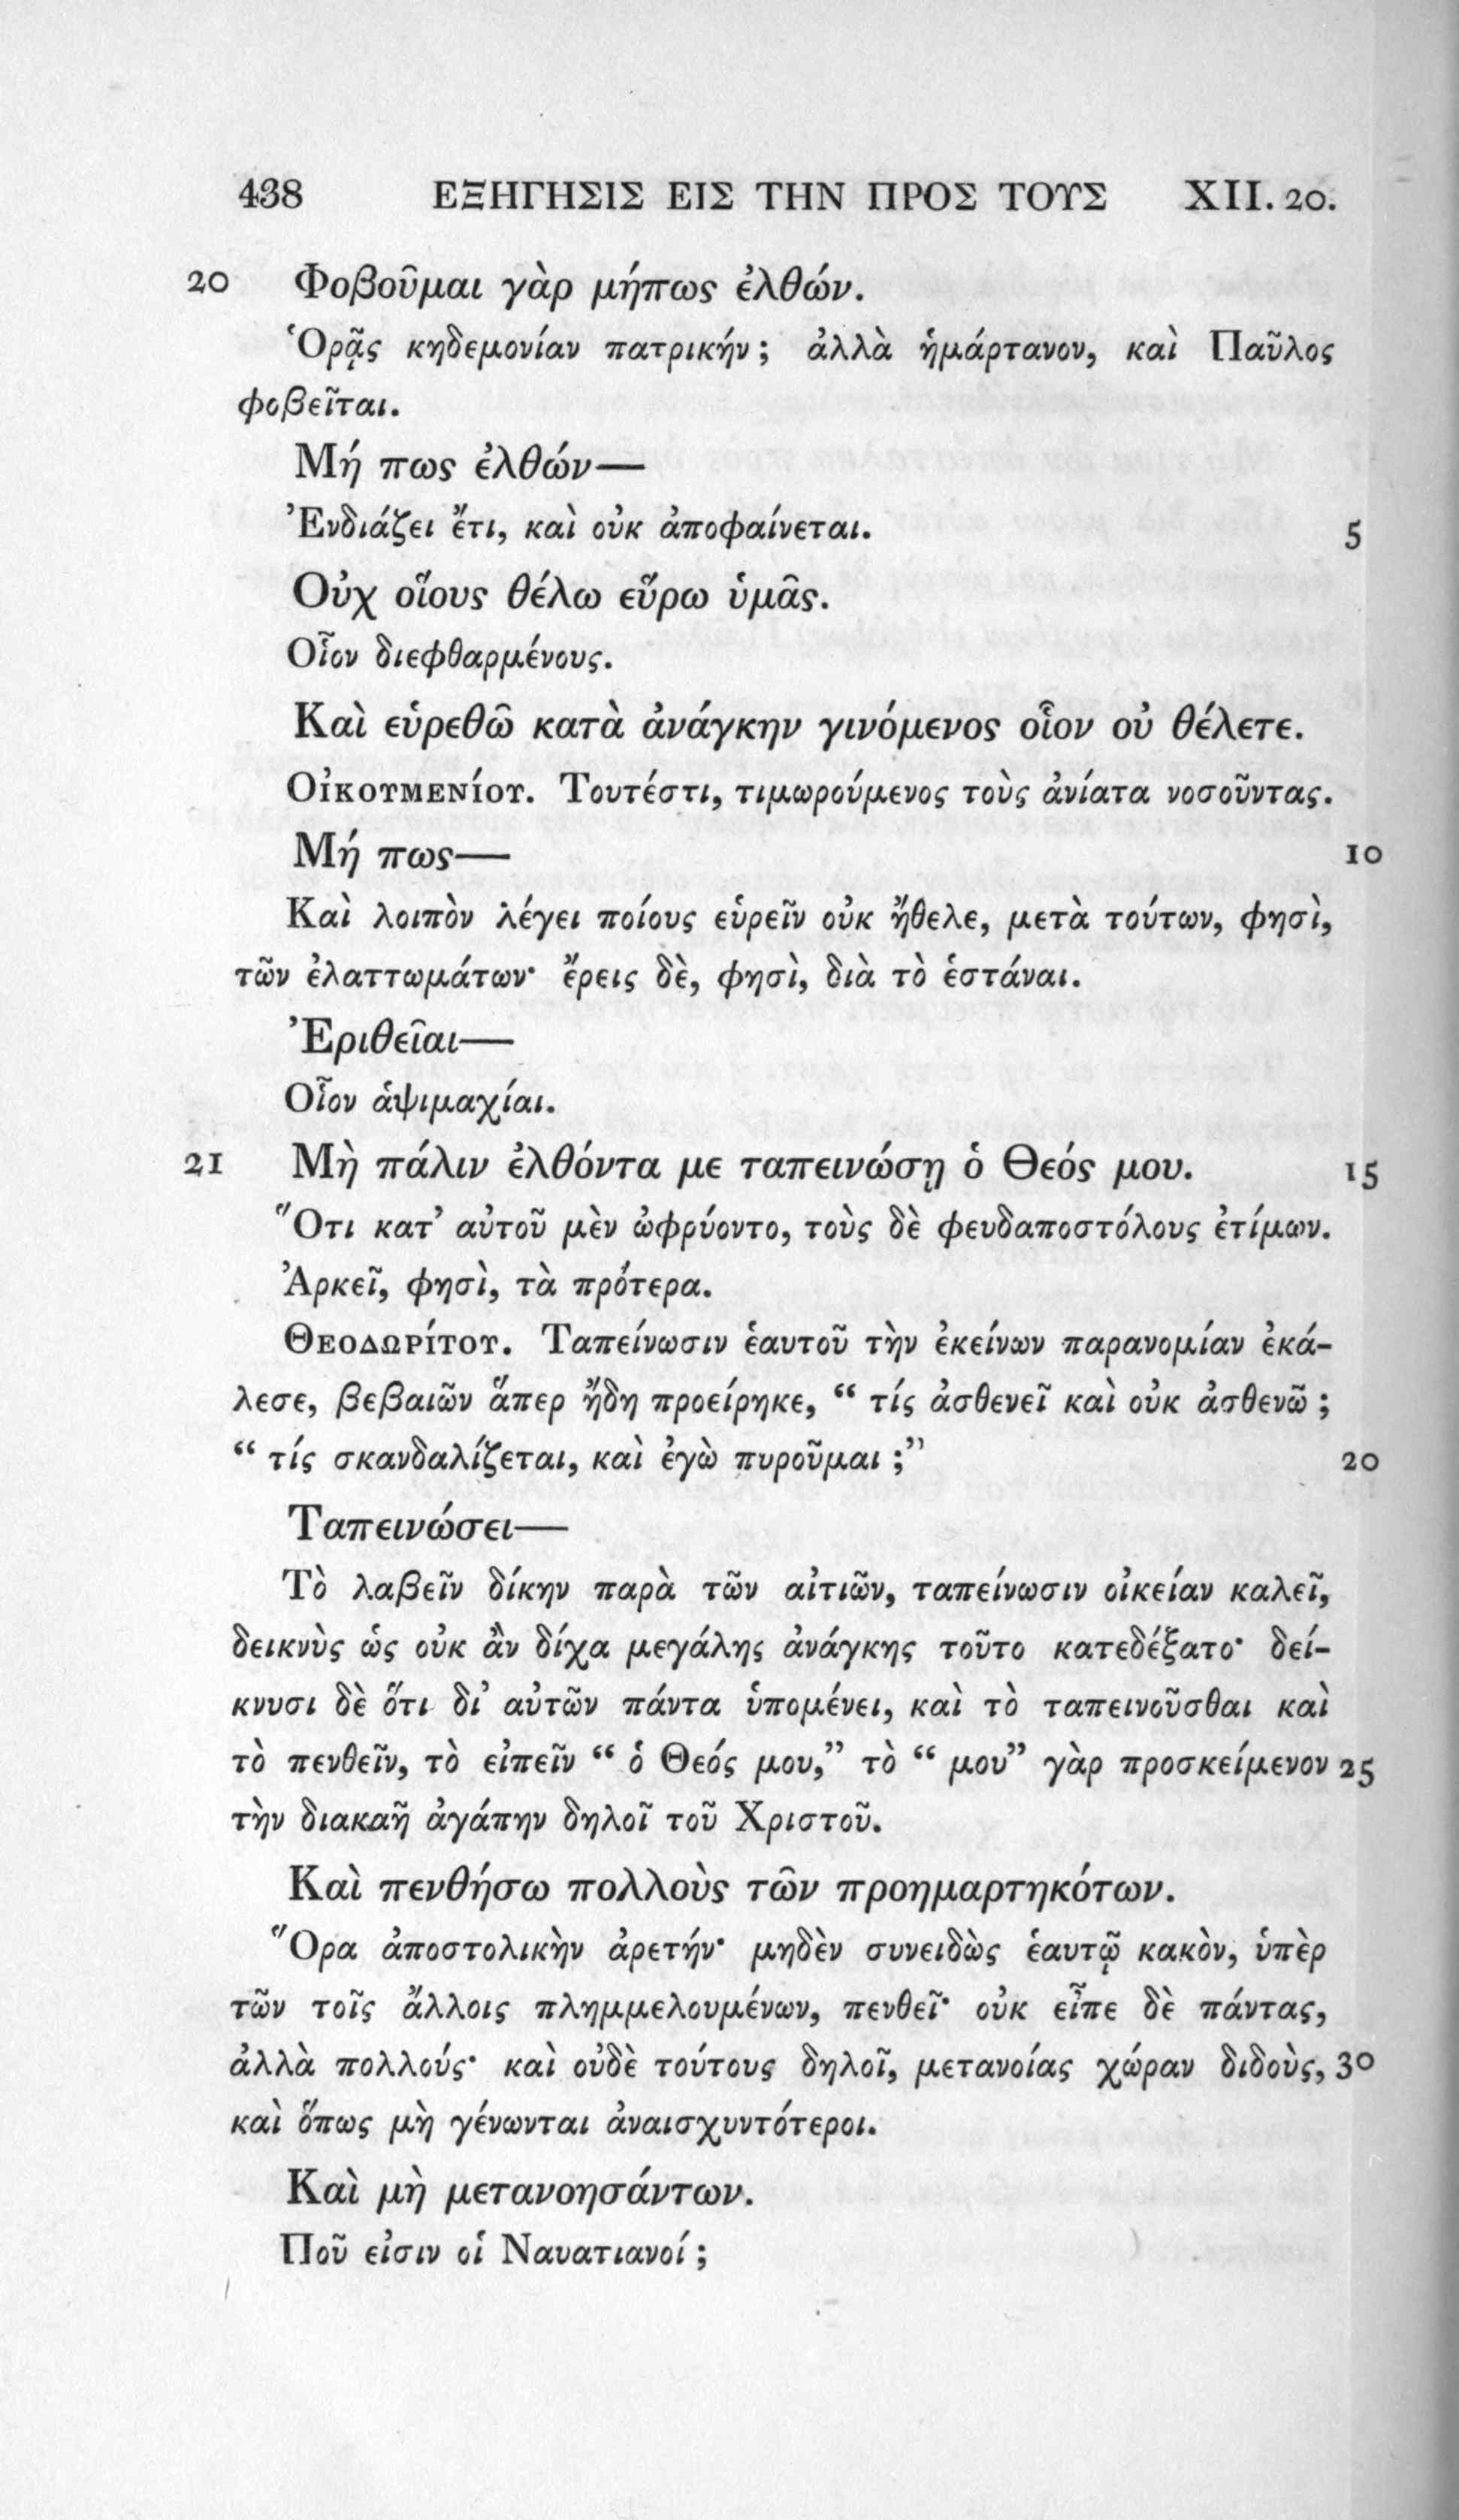 438 ΕΞΗΓΗΣΙΣ ΕΙΣ ΤΗΝ ΠΡΟΣ ΤΟΥΣ XII. 20.
20 Φοβοῦμαι γὰρ μήπως ἐλθών.
Ὁρᾷς κηδεμονίαν πατρικήν; ἀλλὰ ἡμάρτανον, καὶ Παῦλος
φοβεῖται.
Μή πως ἐλθών—
Ἐνδιάζει ἔτι, καὶ οὐκ ἀποφαίνεται. 5
Οὐχ οἵους θέλω εὕρω ὑμᾶς.
Οἷον διεφθαρμένους.
Καὶ εὑρεθῶ κατὰ ἀνάγκην γινόμενος οἷον οὐ θέλετε.
Οἰκουμενίου. Τουτέστι, τιμωρούμενος τοὺς ἀνίατα νοσοῦντας.
Μή πως— 10
Καὶ λοιπὸν λέγει ποίους εὑρεῖν οὐκ ἤθελε, μετὰ τούτων, φησὶ,
τῶν ἐλαττωμάτων· ἔρεις δὲ, φησὶ, διὰ τὸ ἑστάναι.
Ἐριθεῖαι—
Οἷον ἁψιμαχίαι.
21 Μὴ πάλιν ἐλθόντα με ταπεινώσῃ ὁ Θεός μου. 15
Ὅτι κατ’ αὐτοῦ μὲν ὠφρύοντο, τοὺς δὲ φευδαποστόλους ἐτίμων.
Ἀρκεῖ, φησὶ, τὰ πρότερα.
Θεοδωρίτου. Ταπείνωσιν ἑαυτοῦ τὴν ἐκείνων παρανομίαν ἐκά-
λεσε, βεβαιῶν ἅπερ ἤδη προείρηκε, “ τίς ἀσθενεῖ καὶ οὐκ ἀσθενῶ ;
“ τίς σκανδαλίζεται, καὶ ἐγὼ πυροῦμαι ;” 20
Ταπεινώσει—
Τὸ λαβεῖν δίκην παρὰ τῶν αἰτιῶν, ταπείνωσιν οἰκείαν καλεῖ,
δεικνὺς ὡς οὐκ ἂν δίχα μεγάλης ἀνάγκης τοῦτο κατεδέξατο· δεί-
κνυσι δὲ ὅτι δι’ αὐτῶν πάντα ὑπομένει, καὶ τὸ ταπεινοῦσθαι καὶ
τὸ πενθεῖν, τὸ εἰπεῖν “ ὁ Θεός μου,” τὸ “ μου” γὰρ προσκείμενον 25
τὴν διακαῆ ἀγάπην δηλοῖ τοῦ Χριστοῦ.
Καὶ πενθήσω πολλοὺς τῶν προημαρτηκότων.
Ὅρα ἀποστολικὴν ἀρετήν· μηδὲν συνειδὼς ἑαυτῷ κακὸν, ὑπὲρ
τῶν τοῖς ἄλλοις πλημμελουμένων, πενθεῖ· οὐκ εἶπε δὲ πάντας,
ἀλλὰ πολλούς· καὶ οὐδὲ τούτους δηλοῖ, μετανοίας χώραν διδοὺς, 30
καὶ ὅπως μὴ γένωνται ἀναισχυντότεροι.
Καὶ μὴ μετανοησάντων.
Ποῦ εἰσιν οἱ Ναυατιανοί ;